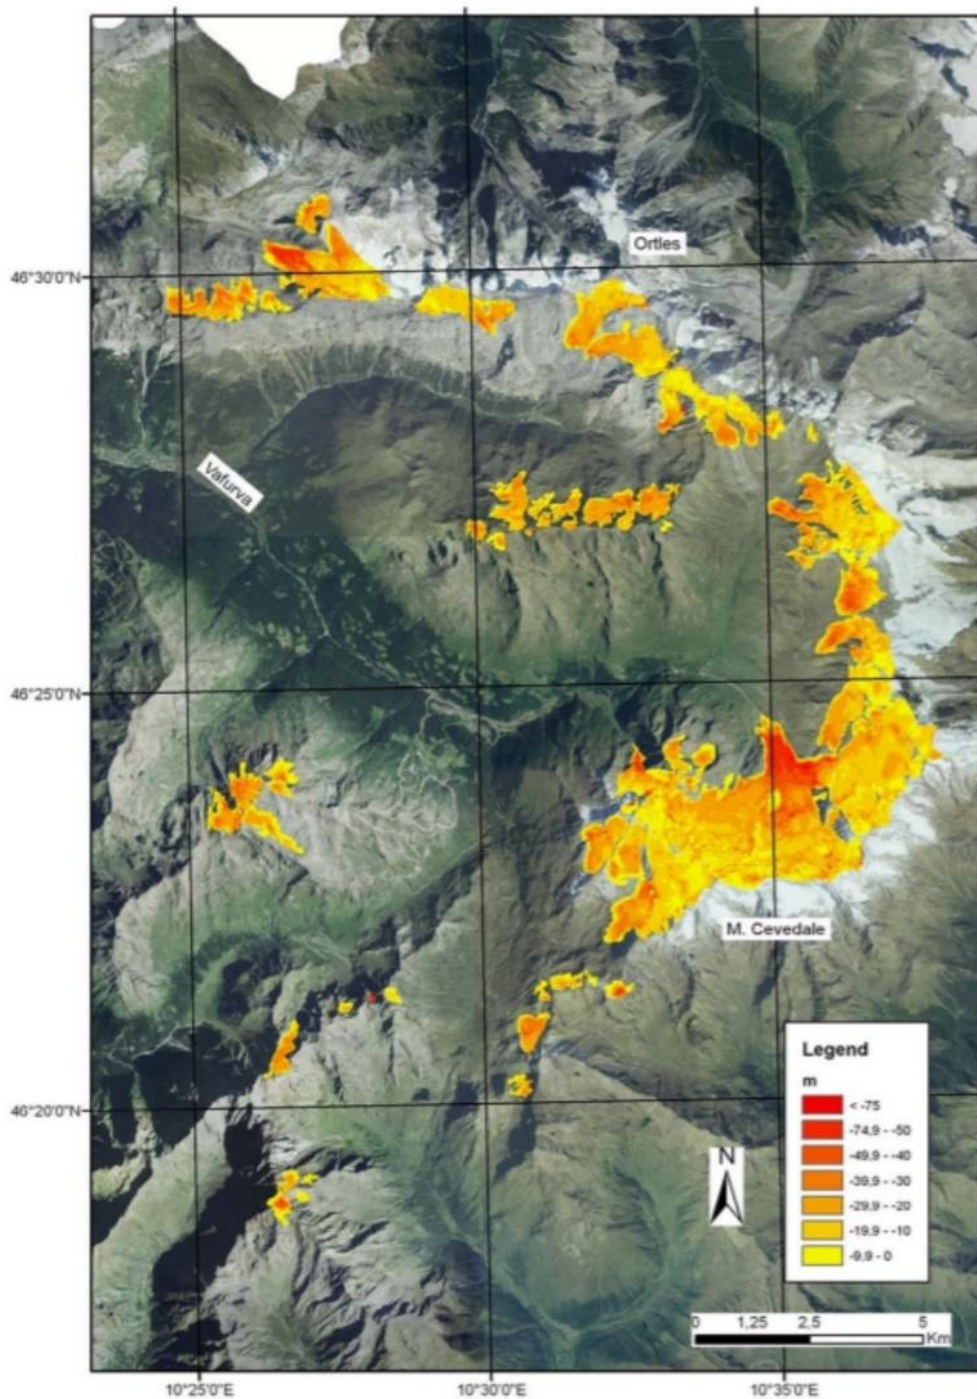 Ortles
46°30'0"N
Vafurva
46°25'0"N
M. Cevedale
Legend
m
< -75
-74,9 - -50
-49,9 - -40
-39,9 - -30
-29,9 - -20
-19,9 - -10
-9,9 - 0
46°20'0"N
N
0 1,25 2,5 5
Km
10°25'0"E 10°30'0"E 10°35'0"E